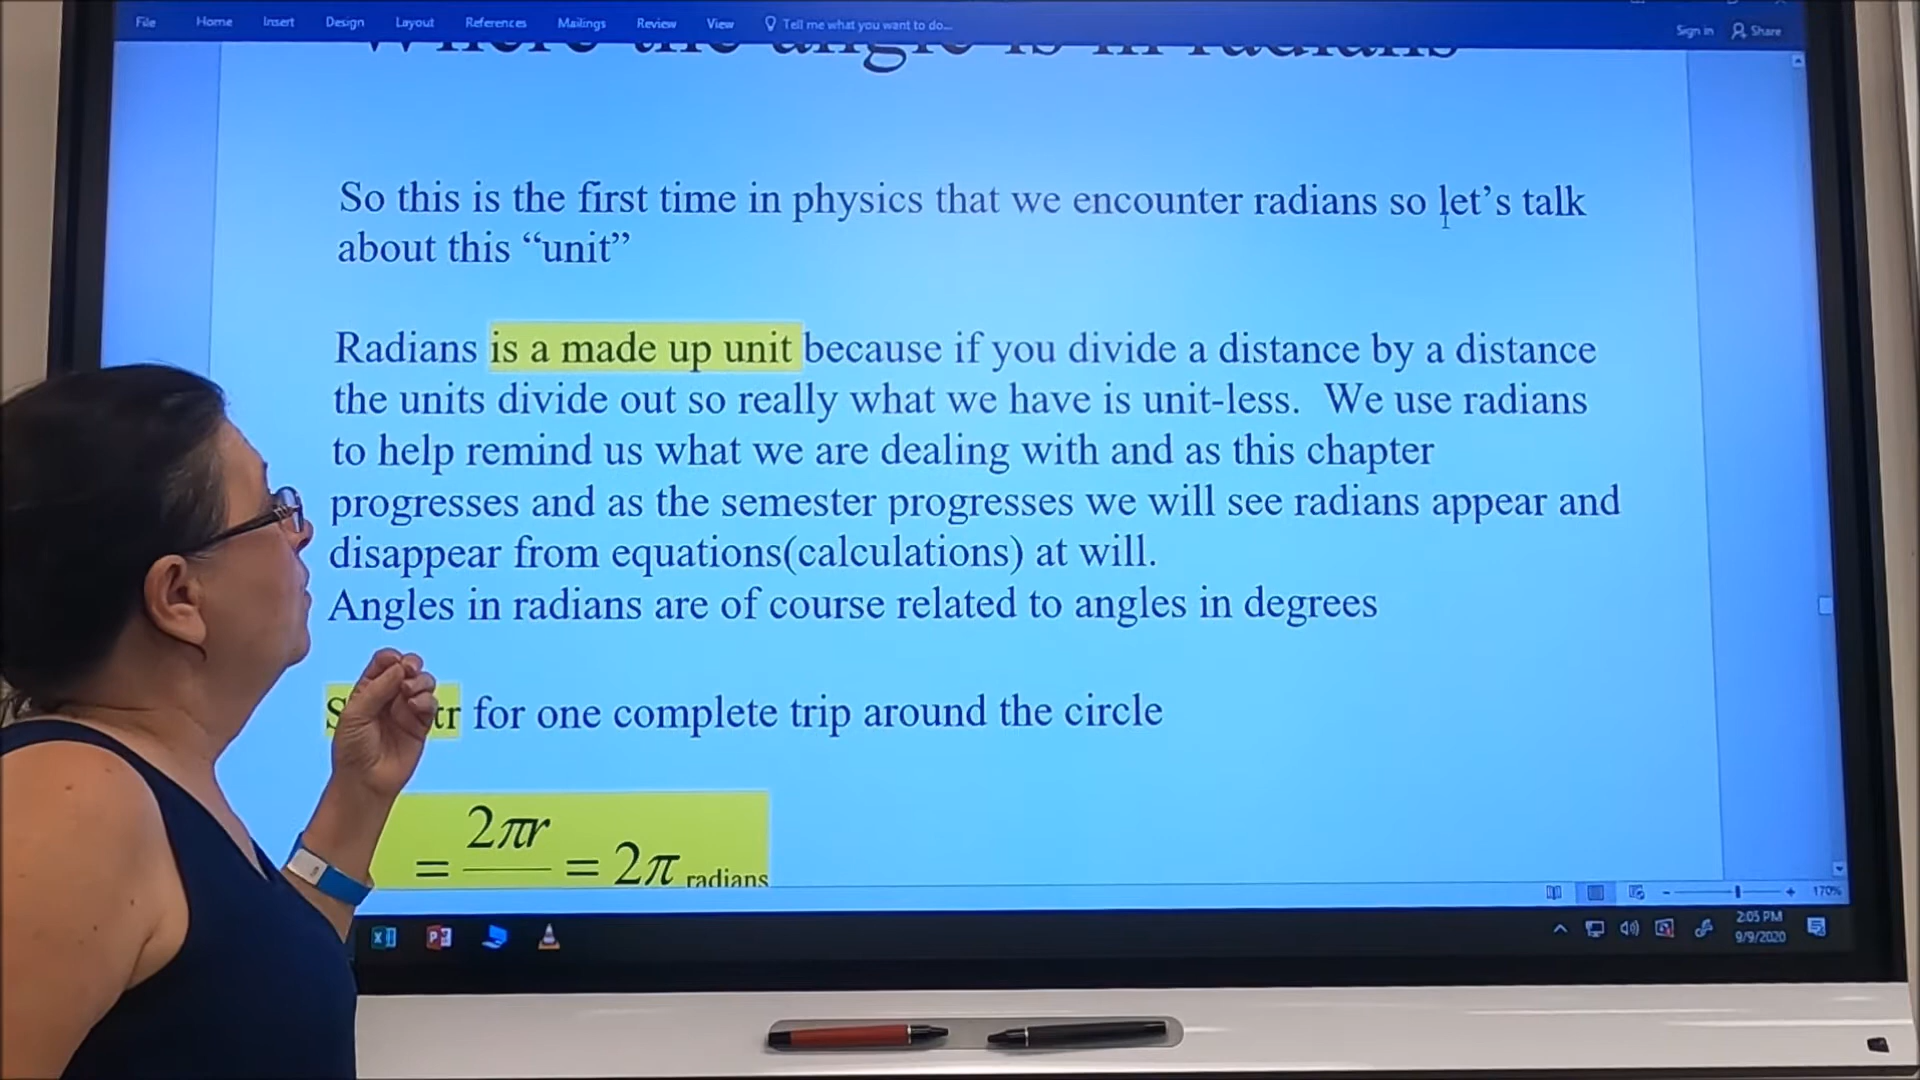 File Home Insert Design Layout References Mailings Review View Tell me what you want to do... Sign in Share
Where the angle is in radians
So this is the first time in physics that we encounter radians so let's talk
about this “unit”
Radians is a made up unit because if you divide a distance by a distance
the units divide out so really what we have is unit-less. We use radians
to help remind us what we are dealing with and as this chapter
progresses and as the semester progresses we will see radians appear and
disappear from equations(calculations) at will.
Angles in radians are of course related to angles in degrees
for one complete trip around the circle
= 2πr = 2π radians
170%
2:05 PM
9/9/2020